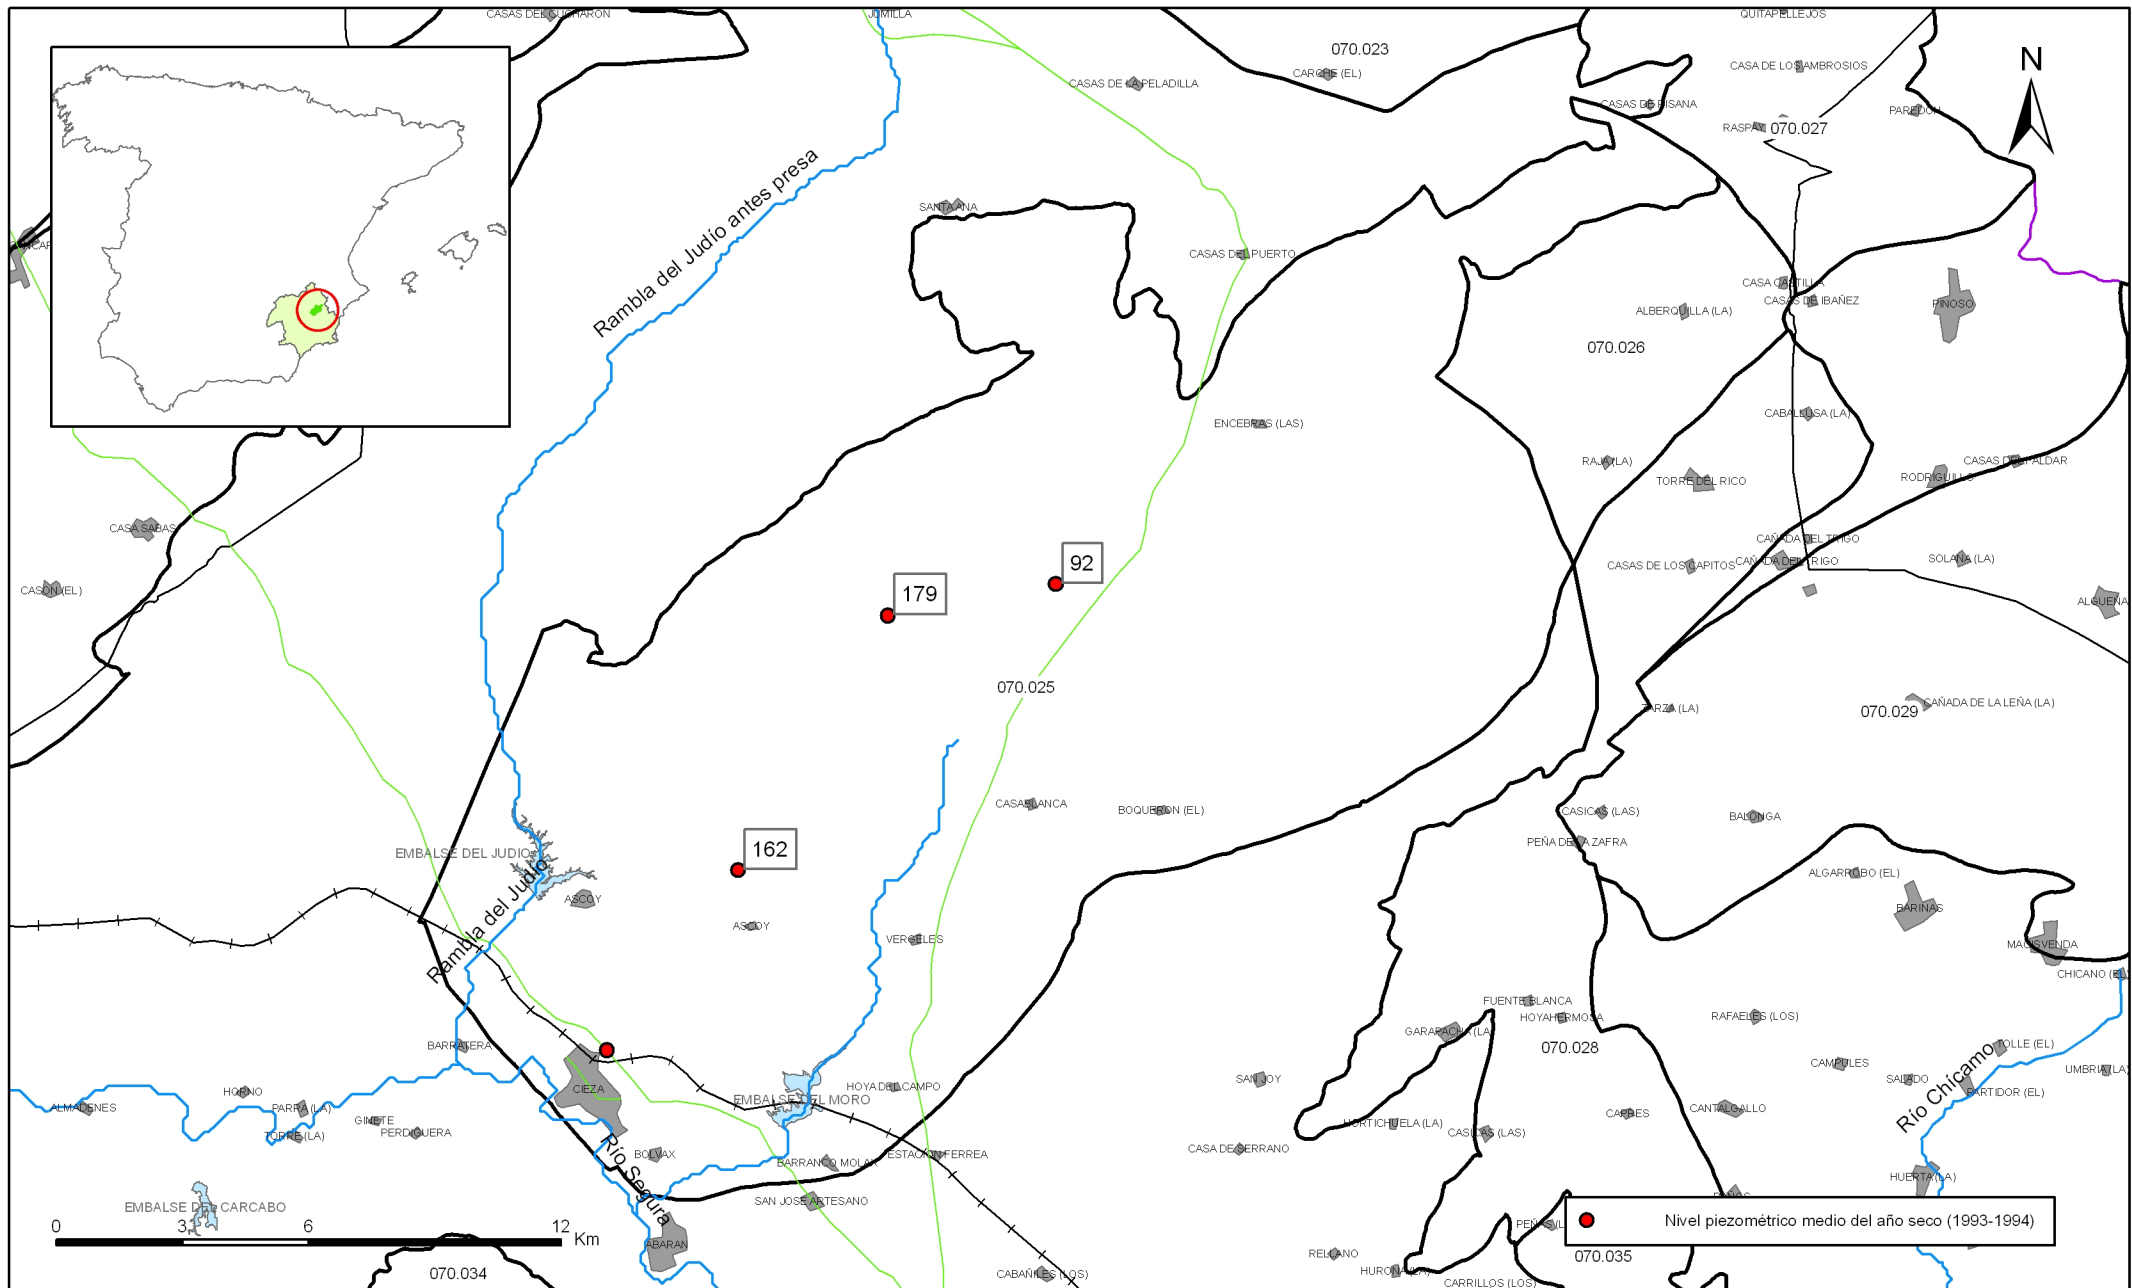 CASAS DEL CUCHARON
JUMILLA
QUITAPELLEJOS
070.023
CARCHE (EL)
CASAS DE LA PELADILLA
CASA DE LOS AMBROSIOS
N
CASAS DE PISANA
PAREDON
RASPAY
070.027
Rambla del Judío antes presa
SANTA ANA
CASAS DEL PUERTO
CASA CASTILLA
CASAS DE IBAÑEZ
PINOSO
ALBERQUILLA (LA)
070.026
CABALLUSA (LA)
ENCEBRAS (LAS)
RAJA (LA)
CASAS DEL FALDAR
TORRE DEL RICO
RODRIGUILLO
CASA SABAS
CAÑADA DEL TRIGO
CAÑADA DEL TRIGO
SOLANA (LA)
CASAS DE LOS CAPITOS
92
179
CASON (EL)
ALGUEÑA
070.025
ZARZA (LA)
070.029
CAÑADA DE LA LEÑA (LA)
CASABLANCA
BOQUERON (EL)
CASICAS (LAS)
BALONGA
PEÑA DE LA ZAFRA
162
EMBALSE DEL JUDIO
ALGARROBO (EL)
ASCOY
ASCOY
VERGELES
BARINAS
MACISVENDA
Rambla del Judío
CHICANO (EL)
FUENTE BLANCA
HOYAHERMOSA
RAFAELES (LOS)
GARAPACHA (LA)
070.028
BARRATERA
TOLLE (EL)
CAMPULES
UMBRIA (LA)
SALADO
SAN JOY
CIEZA
HOYA DEL CAMPO
HORNO
PARTIDOR (EL)
EMBALSE DEL MORO
ALMADENES
PARRA (LA)
GINETE
PERDIGUERA
TORRE (LA)
CAPRES
CANTALGALLO
Río Chícamo
HORTICHUELA (LA)
CASICAS (LAS)
CASA DE SERRANO
BOLVAX
BARRANCO MOLAX
ESTACION FERREA
Río Segura
HUERTA (LA)
SAN JOSE ARTESANO
EMBALSE DEL CARCABO
0 3 6 12 Km
Nivel piezométrico medio del año seco (1993-1994)
ABARAN
RELLANO
070.035
070.034
CABAÑILES (LOS)
HURONA (LA)
CARRILLOS (LOS)